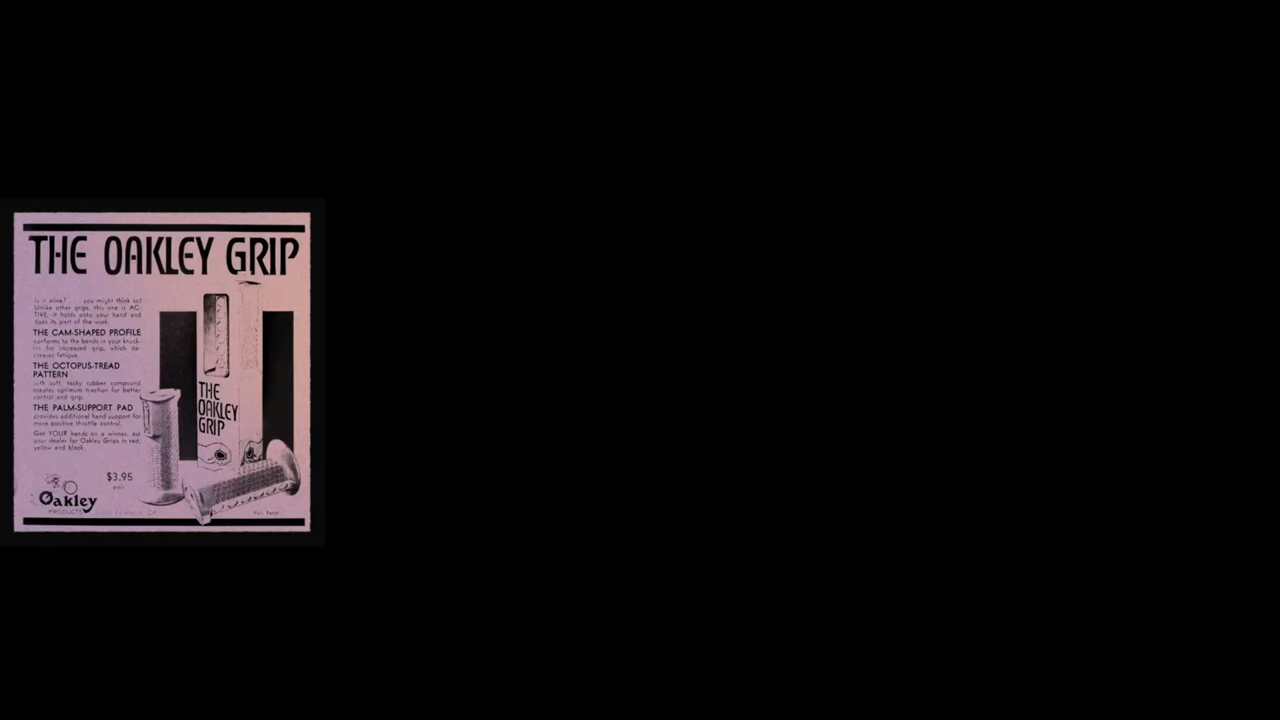 THE OAKLEY GRIP
Is it alive? . . . you might think so!
Unlike other grips, this one is AC-
TIVE, it holds onto your hand and
does its part of the work.
THE CAM-SHAPED PROFILE
conforms to the bends in your knuck-
les for increased grip, which de-
creases fatigue.
THE OCTOPUS-TREAD
PATTERN
with soft, tacky rubber compound
creates optimum traction for better
control and grip.
THE PALM-SUPPORT PAD
provides additional hand support for
more positive throttle control.
Get YOUR hands on a winner, ask
your dealer for Oakley Grips in red,
yellow and black.
THE
OAKLEY
GRIP
$3.95
pair
Oakley
PRODUCTS